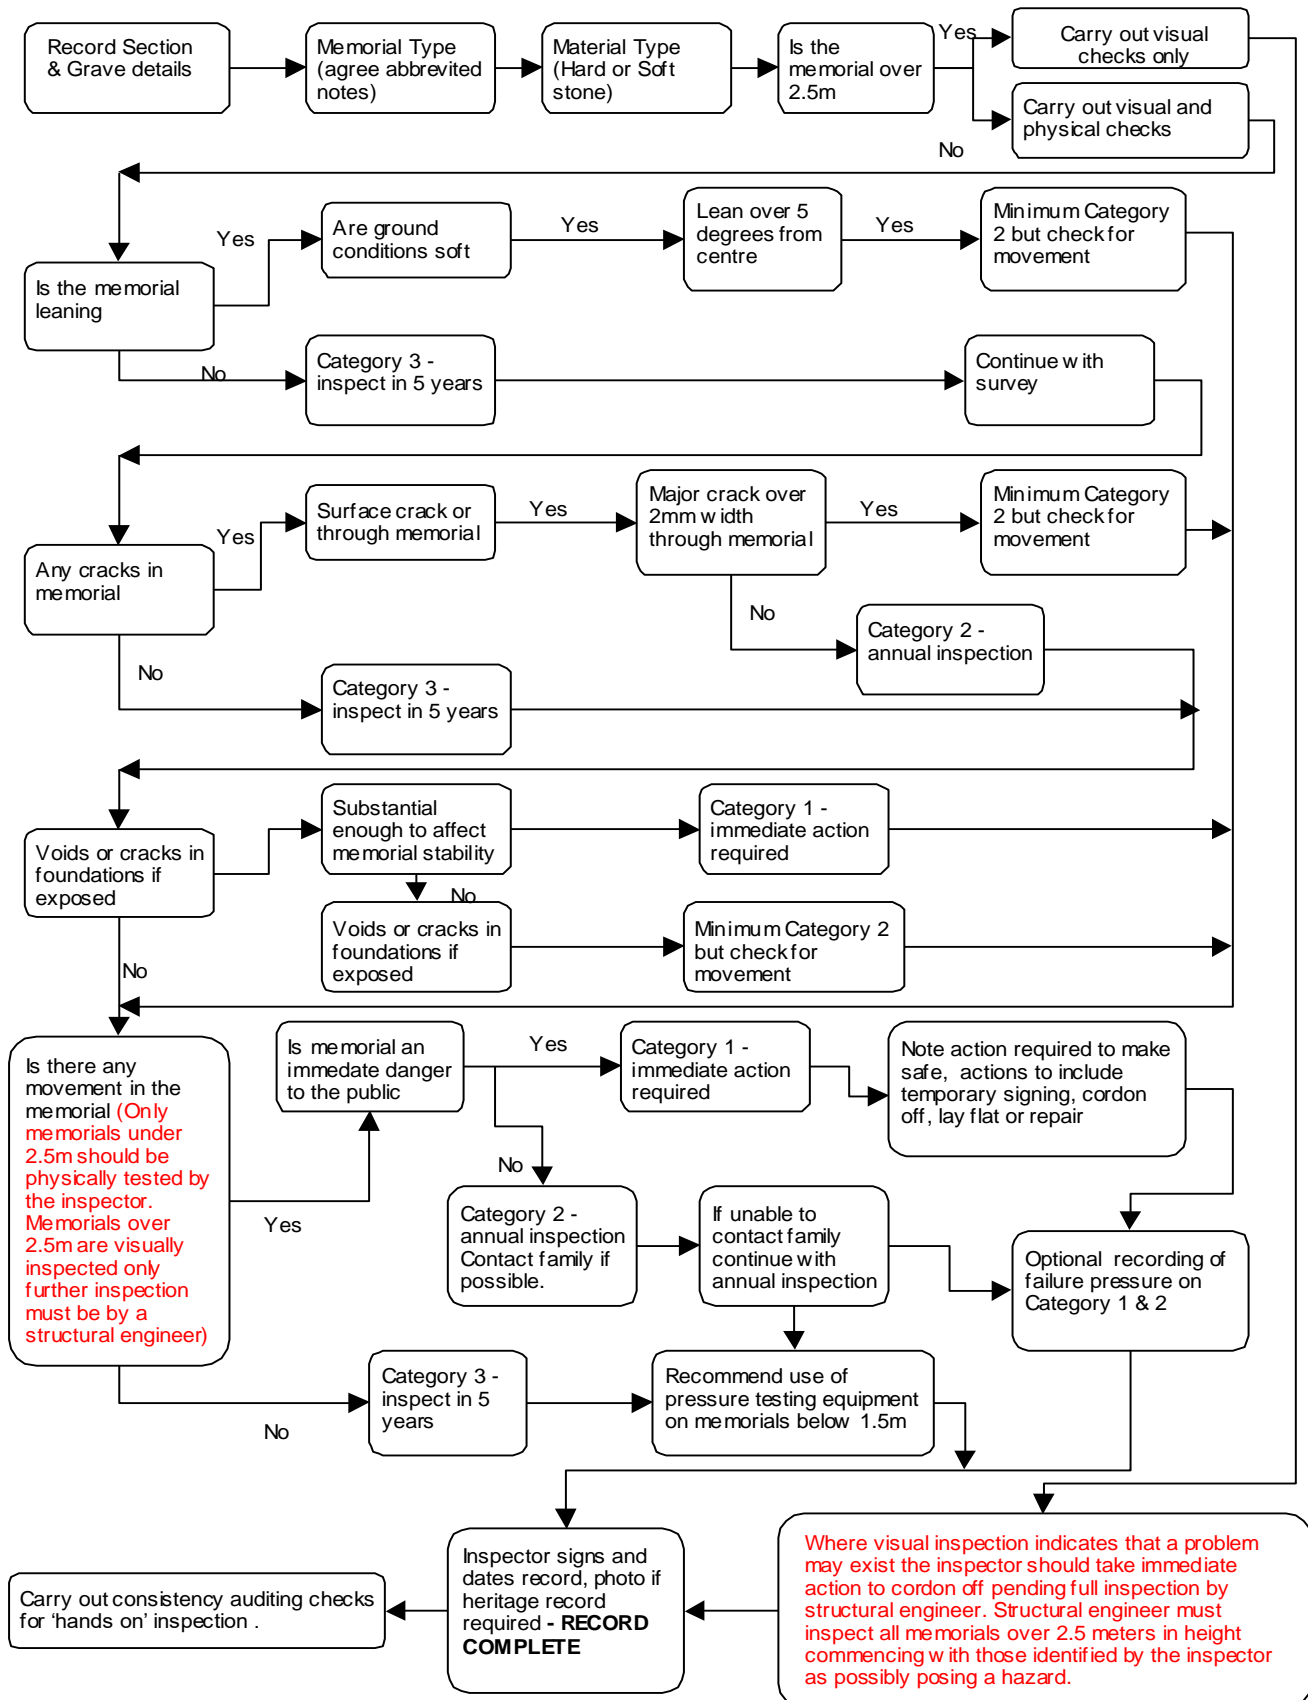 Record Section
& Grave details
Memorial Type
(agree abbrevited
notes)
Material Type
(Hard or Soft
stone)
Is the
memorial over
2.5m
Yes
Carry out visual
checks only
Carry out visual and
physical checks
No
Is the memorial
leaning
Yes
Are ground
conditions soft
Yes
Lean over 5
degrees from
centre
Yes
Minimum Category
2 but check for
movement
No
Category 3 -
inspect in 5 years
Continue with
survey
Any cracks in
memorial
Yes
Surface crack or
through memorial
Yes
Major crack over
2mm width
through memorial
Yes
Minimum Category
2 but check for
movement
No
Category 2 -
annual inspection
No
Category 3 -
inspect in 5 years
Voids or cracks in
foundations if
exposed
Substantial
enough to affect
memorial stability
Category 1 -
immediate action
required
No
Voids or cracks in
foundations if
exposed
Minimum Category 2
but check for
movement
No
Is there any
movement in the
memorial (Only
memorials under
2.5m should be
physically tested by
the inspector.
Memorials over
2.5m are visually
inspected only
further inspection
must be by a
structural engineer)
Yes
Is memorial an
immedate danger
to the public
Yes
Category 1 -
immediate action
required
Note action required to make
safe, actions to include
temporary signing, cordon
off, lay flat or repair
No
Category 2 -
annual inspection
Contact family if
possible.
If unable to
contact family
continue with
annual inspection
Optional recording of
failure pressure on
Category 1 & 2
No
Category 3 -
inspect in 5
years
Recommend use of
pressure testing equipment
on memorials below 1.5m
Where visual inspection indicates that a problem
may exist the inspector should take immediate
action to cordon off pending full inspection by
structural engineer. Structural engineer must
inspect all memorials over 2.5 meters in height
commencing with those identified by the inspector
as possibly posing a hazard.
Inspector signs and
dates record, photo if
heritage record
required - RECORD
COMPLETE
Carry out consistency auditing checks
for ‘hands on’ inspection .